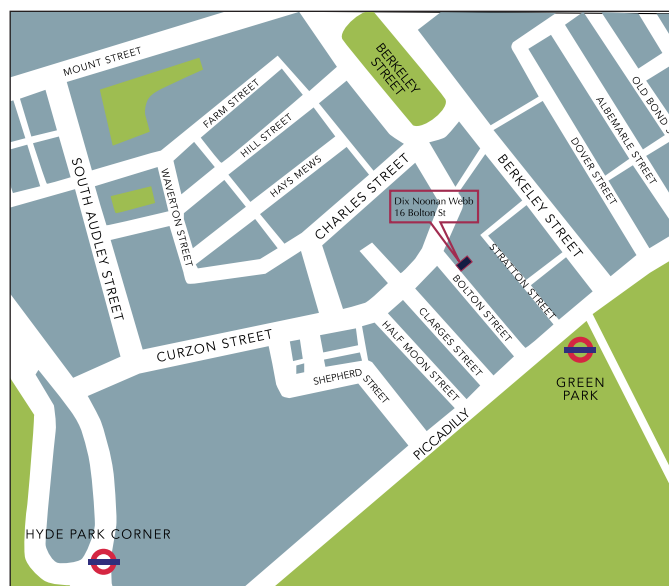 MOUNT STREET
BERKELEY
STREET
OLD BOND
FARM STREET
ALBEMARLE STREET
HILL STREET
DOVER STREET
HAYS MEWS
SOUTH AUDLEY STREET
WAVERTON STREET
CHARLES STREET
BERKELEY STREET
Dix Noonan Webb
16 Bolton St
STRATTON STREET
BOLTON STREET
CLARGES STREET
HALF MOON STREET
CURZON STREET
SHEPHERD
STREET
PICCADILLY
GREEN
PARK
HYDE PARK CORNER